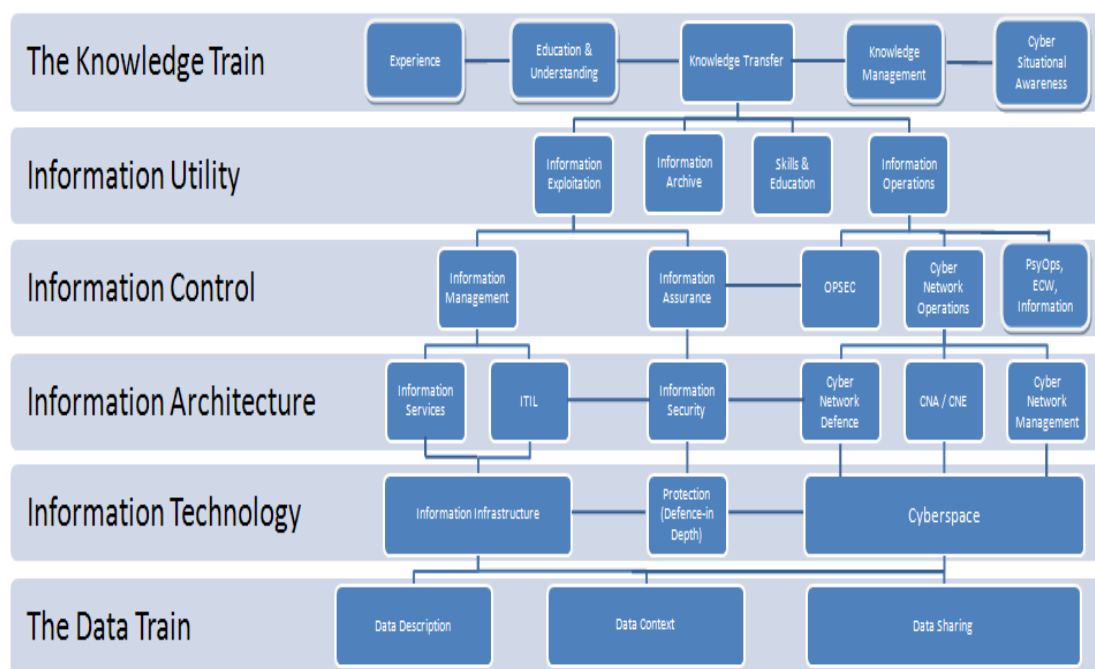 The Knowledge Train
Experience
Education &
Understanding
Knowledge Transfer
Knowledge
Management
Cyber
Situational
Awareness
Information Utility
Information
Exploitation
Information
Archive
Skills &
Education
Information
Operations
Information Control
Information
Management
Information
Assurance
OPSEC
Cyber
Network
Operations
PsyOps,
ECW,
Information
Information Architecture
Information
Services
ITIL
Information
Security
Cyber
Network
Defence
CNA / CNE
Cyber
Network
Management
Information Technology
Information Infrastructure
Protection
(Defence-in
Depth)
Cyberspace
The Data Train
Data Description
Data Context
Data Sharing